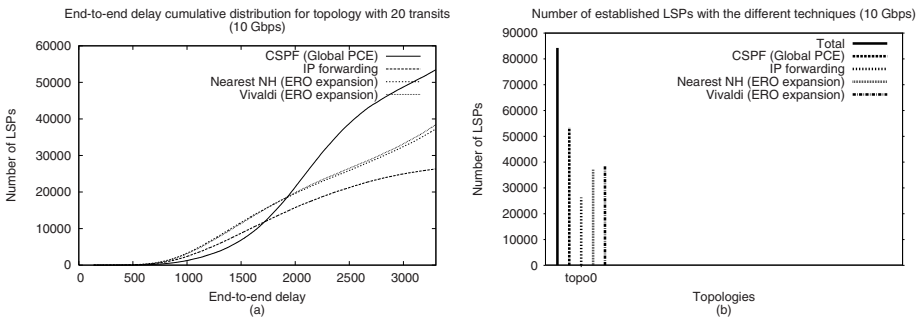 End-to-end delay cumulative distribution for topology with 20 transits
(10 Gbps)
60000
50000
40000
30000
20000
10000
0
Number of LSPs
CSPF (Global PCE)
IP forwarding
Nearest NH (ERO expansion)
Vivaldi (ERO expansion)
0 500 1000 1500 2000 2500 3000
End-to-end delay
(a)
Number of established LSPs with the different techniques (10 Gbps)
90000
80000
70000
60000
50000
40000
30000
20000
10000
0
Number of LSPs
Total
CSPF (Global PCE)
IP forwarding
Nearest NH (ERO expansion)
Vivaldi (ERO expansion)
topo0
Topologies
(b)